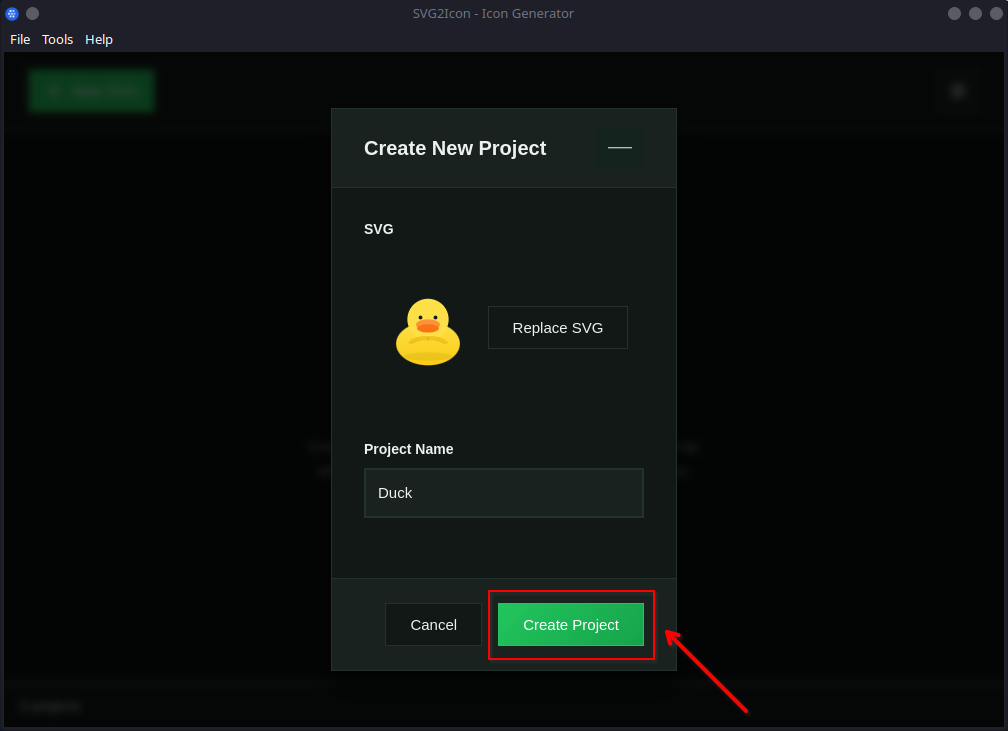 SVG2Icon - Icon Generator
File Tools Help
Create New Project
SVG
Replace SVG
Project Name
Duck
Cancel
Create Project